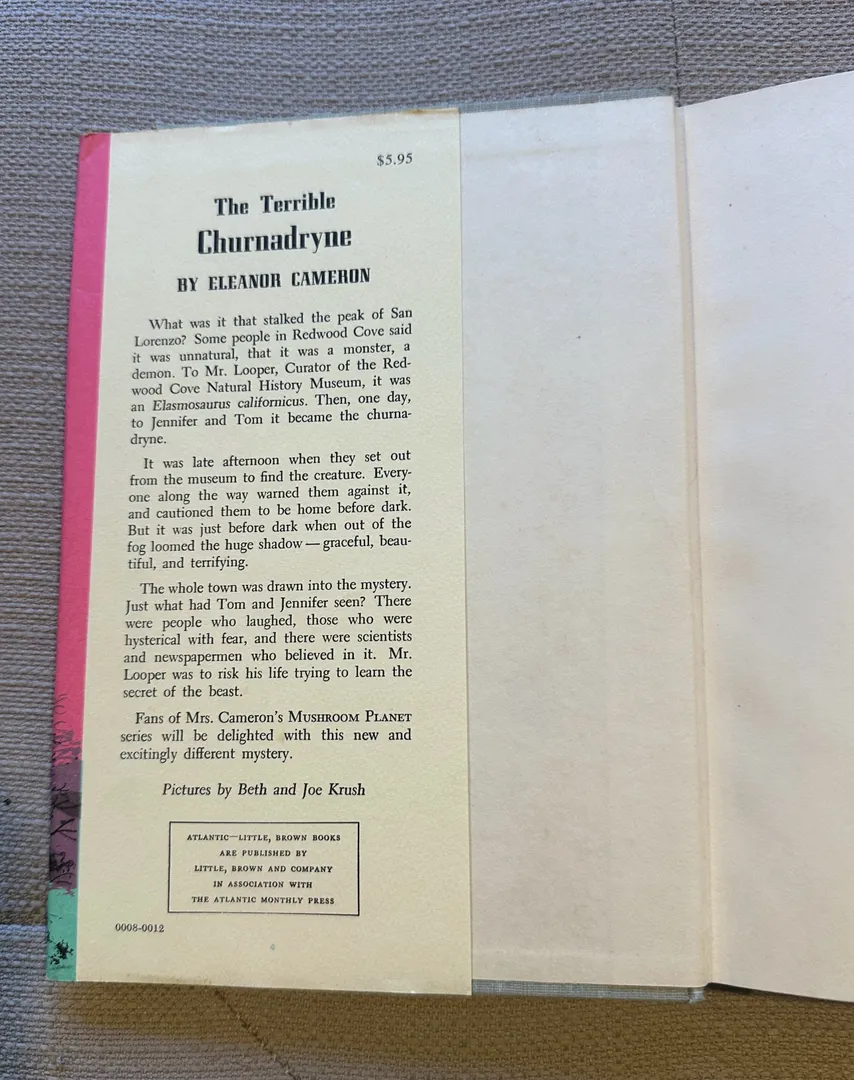 $5.95
The Terrible
Churnadryne
BY ELEANOR CAMERON
What was it that stalked the peak of San
Lorenzo? Some people in Redwood Cove said
it was unnatural, that it was a monster, a
demon. To Mr. Looper, Curator of the Red-
wood Cove Natural History Museum, it was
an Elasmosaurus californicus. Then, one day,
to Jennifer and Tom it became the churna-
dryne.
It was late afternoon when they set out
from the museum to find the creature. Every-
one along the way warned them against it,
and cautioned them to be home before dark.
But it was just before dark when out of the
fog loomed the huge shadow — graceful, beau-
tiful, and terrifying.
The whole town was drawn into the mystery.
Just what had Tom and Jennifer seen? There
were people who laughed, those who were
hysterical with fear, and there were scientists
and newspapermen who believed in it. Mr.
Looper was to risk his life trying to learn the
secret of the beast.
Fans of Mrs. Cameron's MUSHROOM PLANET
series will be delighted with this new and
excitingly different mystery.
Pictures by Beth and Joe Krush
ATLANTIC—LITTLE, BROWN BOOKS
ARE PUBLISHED BY
LITTLE, BROWN AND COMPANY
IN ASSOCIATION WITH
THE ATLANTIC MONTHLY PRESS
0008-0012